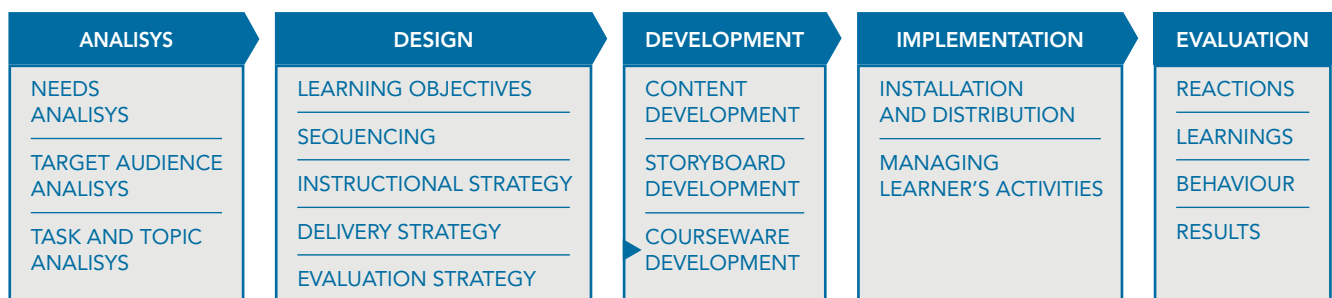 ANALISYS
NEEDS
ANALISYS
TARGET AUDIENCE
ANALISYS
TASK AND TOPIC
ANALISYS
DESIGN
LEARNING OBJECTIVES
SEQUENCING
INSTRUCTIONAL STRATEGY
DELIVERY STRATEGY
EVALUATION STRATEGY
DEVELOPMENT
CONTENT
DEVELOPMENT
STORYBOARD
DEVELOPMENT
COURSEWARE
DEVELOPMENT
IMPLEMENTATION
INSTALLATION
AND DISTRIBUTION
MANAGING
LEARNER'S ACTIVITIES
EVALUATION
REACTIONS
LEARNINGS
BEHAVIOUR
RESULTS